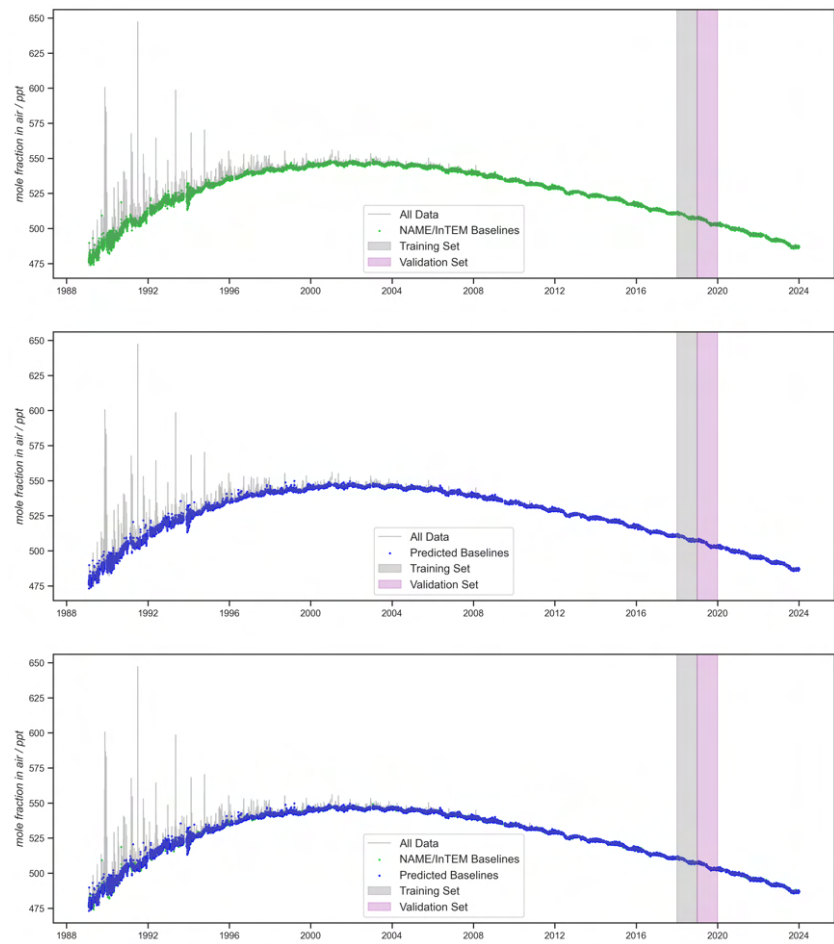 650
625
600
575
550
525
500
475
mole fraction in air / ppt
All Data
NAME/InTEM Baselines
Training Set
Validation Set
1988 1992 1996 2000 2004 2008 2012 2016 2020 2024
650
625
600
575
550
525
500
475
mole fraction in air / ppt
All Data
Predicted Baselines
Training Set
Validation Set
1988 1992 1996 2000 2004 2008 2012 2016 2020 2024
650
625
600
575
550
525
500
475
mole fraction in air / ppt
All Data
NAME/InTEM Baselines
Predicted Baselines
Training Set
Validation Set
1988 1992 1996 2000 2004 2008 2012 2016 2020 2024